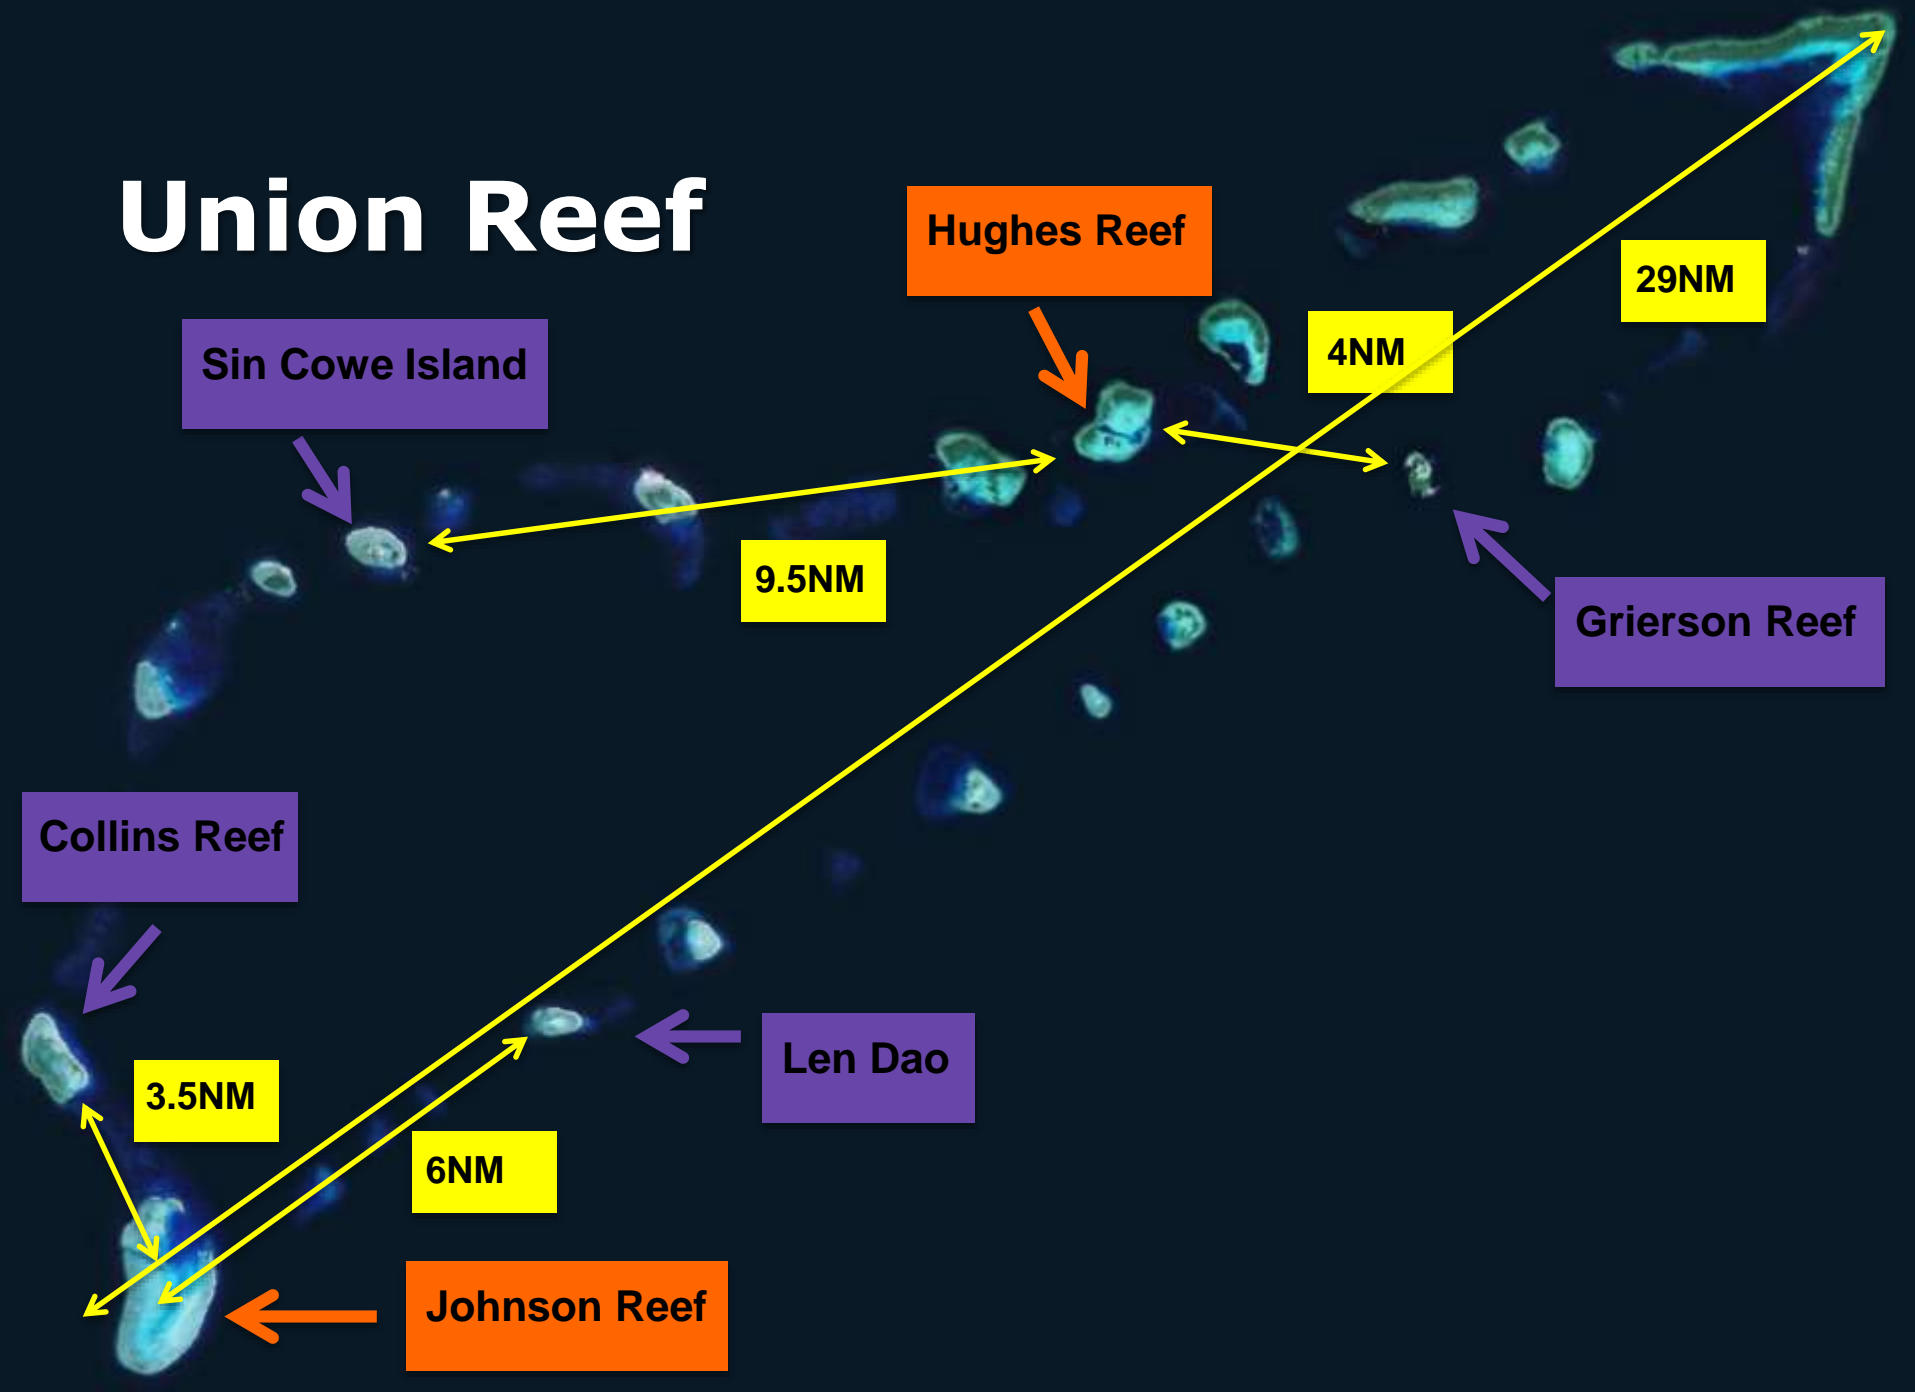 Union Reef
Hughes Reef
29NM
Sin Cowe Island
4NM
9.5NM
Grierson Reef
Collins Reef
Len Dao
3.5NM
6NM
Johnson Reef